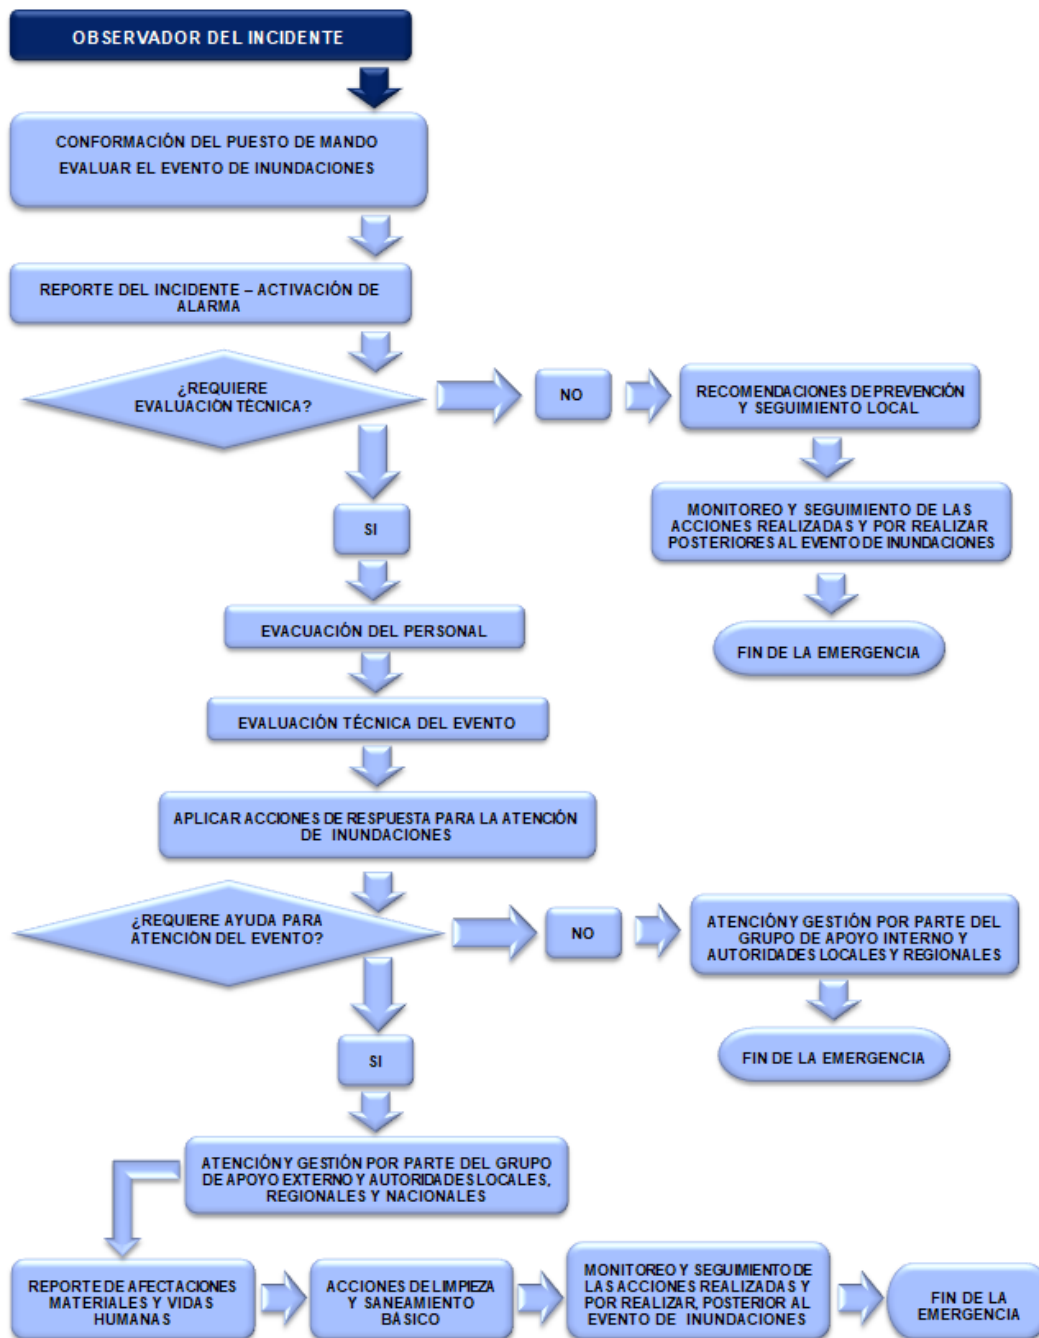 OBSERVADOR DEL INCIDENTE
CONFORMACIÓN DEL PUESTO DE MANDO
EVALUAR EL EVENTO DE INUNDACIONES
REPORTE DEL INCIDENTE – ACTIVACIÓN DE
ALARMA
¿REQUIERE
EVALUACIÓN TÉCNICA?
NO
RECOMENDACIONES DE PREVENCIÓN
Y SEGUIMIENTO LOCAL
MONITOREO Y SEGUIMIENTO DE LAS
ACCIONES REALIZADAS Y POR REALIZAR
POSTERIORES AL EVENTO DE INUNDACIONES
FIN DE LA EMERGENCIA
SI
EVACUACIÓN DEL PERSONAL
EVALUACIÓN TÉCNICA DEL EVENTO
APLICAR ACCIONES DE RESPUESTA PARA LA ATENCIÓN
DE INUNDACIONES
¿REQUIERE AYUDA PARA
ATENCIÓN DEL EVENTO?
NO
ATENCIÓN Y GESTIÓN POR PARTE DEL
GRUPO DE APOYO INTERNO Y
AUTORIDADES LOCALES Y REGIONALES
FIN DE LA EMERGENCIA
SI
ATENCIÓN Y GESTIÓN POR PARTE DEL GRUPO
DE APOYO EXTERNO Y AUTORIDADES LOCALES,
REGIONALES Y NACIONALES
REPORTE DE AFECTACIONES
MATERIALES Y VIDAS
HUMANAS
ACCIONES DE LIMPIEZA
Y SANEAMIENTO
BÁSICO
MONITOREO Y SEGUIMIENTO DE
LAS ACCIONES REALIZADAS Y
POR REALIZAR, POSTERIOR AL
EVENTO DE INUNDACIONES
FIN DE LA
EMERGENCIA